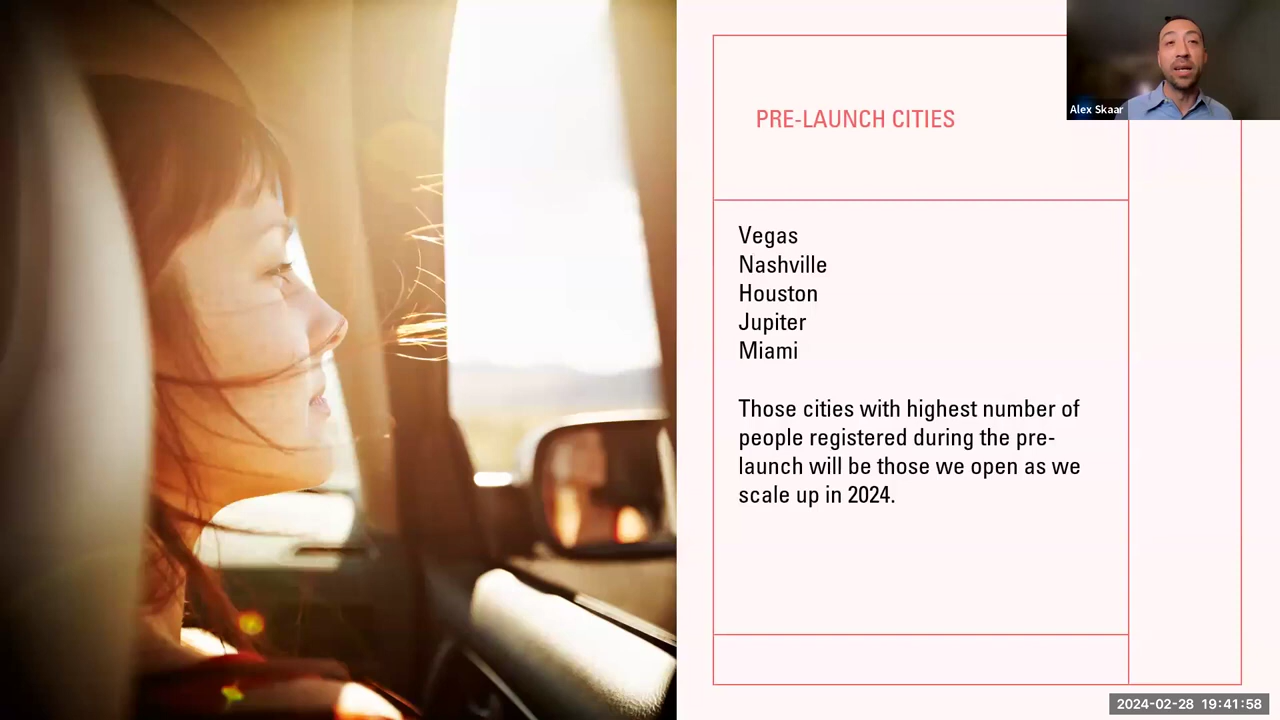 PRE-LAUNCH CITIES
Alex Skaar
Vegas
Nashville
Houston
Jupiter
Miami
Those cities with highest number of
people registered during the pre-
launch will be those we open as we
scale up in 2024.
2024-02-28 19:41:58